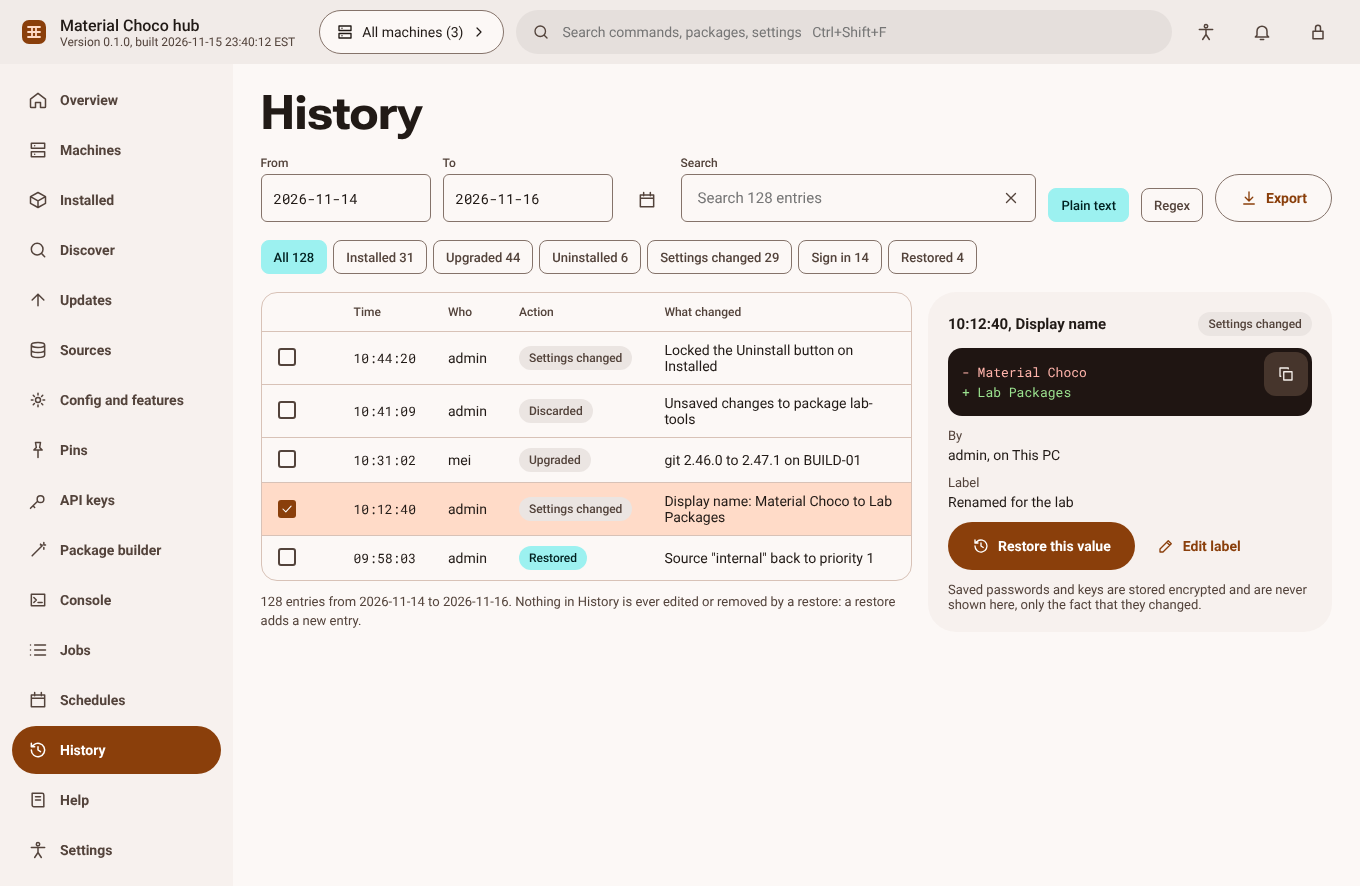 Material Choco hub
Version 0.1.0, built 2026-11-15 23:40:12 EST
All machines (3)
Search commands, packages, settings Ctrl+Shift+F
Overview
Machines
Installed
Discover
Updates
Sources
Config and features
Pins
API keys
Package builder
Console
Jobs
Schedules
History
Help
Settings
History
From
To
Search
2026-11-14
2026-11-16
Search 128 entries
Plain text
Regex
Export
All 128
Installed 31
Upgraded 44
Uninstalled 6
Settings changed 29
Sign in 14
Restored 4
Time Who Action What changed
10:44:20 admin Settings changed Locked the Uninstall button on
Installed
10:41:09 admin Discarded Unsaved changes to package lab-
tools
10:31:02 mei Upgraded git 2.46.0 to 2.47.1 on BUILD-01
10:12:40 admin Settings changed Display name: Material Choco to Lab
Packages
09:58:03 admin Restored Source "internal" back to priority 1
128 entries from 2026-11-14 to 2026-11-16. Nothing in History is ever edited or removed by a restore: a restore
adds a new entry.
10:12:40, Display name
Settings changed
- Material Choco
+ Lab Packages
By
admin, on This PC
Label
Renamed for the lab
Restore this value
Edit label
Saved passwords and keys are stored encrypted and are never
shown here, only the fact that they changed.